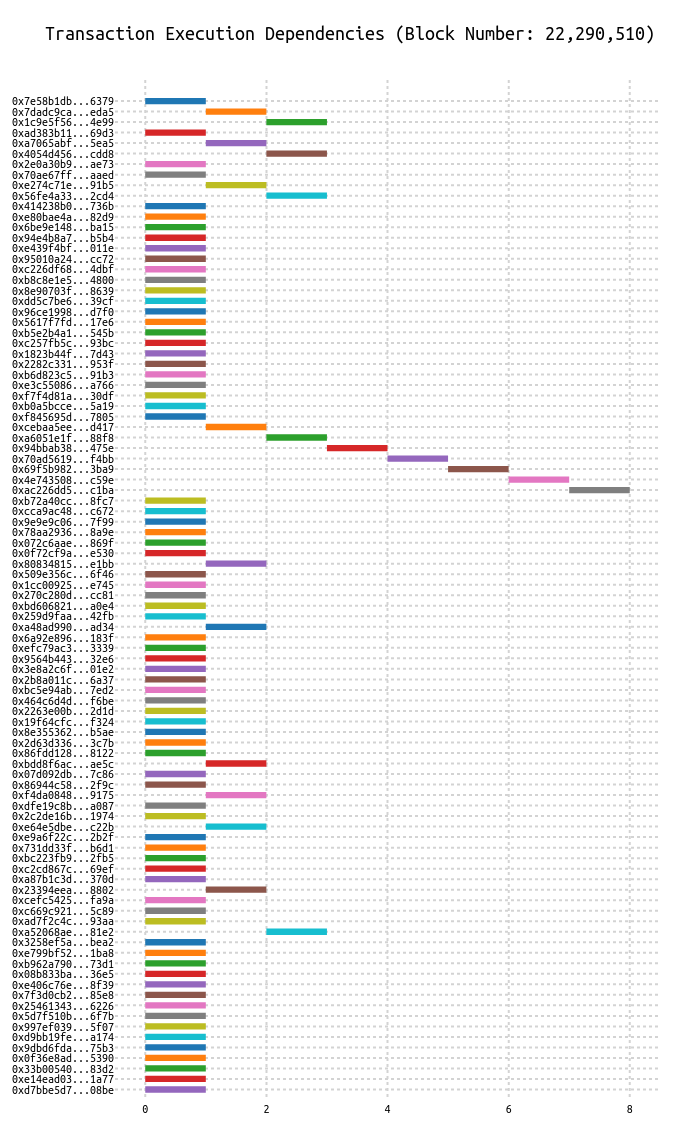 Transaction Execution Dependencies (Block Number: 22,290,510)
0x7e58b1db...6379
0x7dadc9ca...eda5
0x1c9e5f56...4e99
0xad383b11...69d3
0xa7065abf...5ea5
0x4054d456...cdd8
0x2e0a30b9...ae73
0x70ae67ff...aaed
0xe274c71e...91b5
0x56fe4a33...2cd4
0x414238b0...736b
0xe80bae4a...82d9
0x6be9e148...ba15
0x94e4b8a7...b5b4
0xe439f4bf...011e
0x95010a24...cc72
0xc226df68...4dbf
0xb8c8e1e5...4800
0x8e90703f...8639
0xdd5c7be6...39cf
0x96ce1998...d7f0
0x5617f7fd...17e6
0xb5e2b4a1...545b
0xc257fb5c...93bc
0x1823b44f...7d43
0x2282c331...953f
0xb6d823c5...91b3
0xe3c55086...a766
0xf7f4d81a...30df
0xb0a5bcce...5a19
0xf845695d...7805
0xcebaa5ee...d417
0xa6051e1f...88f8
0x94bbab38...475e
0x70ad5619...f4bb
0x69f5b982...3ba9
0x4e743508...c59e
0xac226dd5...c1ba
0xb72a40cc...8fc7
0xcca9ac48...c672
0x9e9e9c06...7f99
0x78aa2936...8a9e
0x072c6aae...869f
0x0f72cf9a...e530
0x80834815...e1bb
0x509e356c...6f46
0x1cc00925...e745
0x270c280d...cc81
0xbd606821...a0e4
0x259d9faa...42fb
0xa48ad990...ad34
0x6a92e896...183f
0xefc79ac3...3339
0x9564b443...32e6
0x3e8a2c6f...01e2
0x2b8a011c...6a37
0xbc5e94ab...7ed2
0x464c6d4d...f6be
0x2263e00b...2d1d
0x19f64cfc...f324
0x8e355362...b5ae
0x2d63d336...3c7b
0x86fdd128...8122
0xbdd8f6ac...ae5c
0x07d092db...7c86
0x86944c58...2f9c
0xf4da0848...9175
0xdfe19c8b...a087
0x2c2de16b...1974
0xe64e5dbe...c22b
0xe9a6f22c...2b2f
0x731dd33f...b6d1
0xbc223fb9...2fb5
0xc2cd867c...69ef
0xa87b1c3d...370d
0x23394eea...8802
0xcefc5425...fa9a
0xc669c921...5c89
0xad7f2c4c...93aa
0xa52068ae...81e2
0x3258ef5a...bea2
0xe799bf52...1ba8
0xb962a790...73d1
0x08b833ba...36e5
0xe406c76e...8f39
0x7f3d0cb2...85e8
0x25461343...6226
0x5d7f510b...6f7b
0x997ef039...5f07
0xd9bb19fe...a174
0x9dbd6fda...75b3
0x0f36e8ad...5390
0x33b00540...83d2
0xe14ead03...1a77
0xd7bbe5d7...08be
0 2 4 6 8